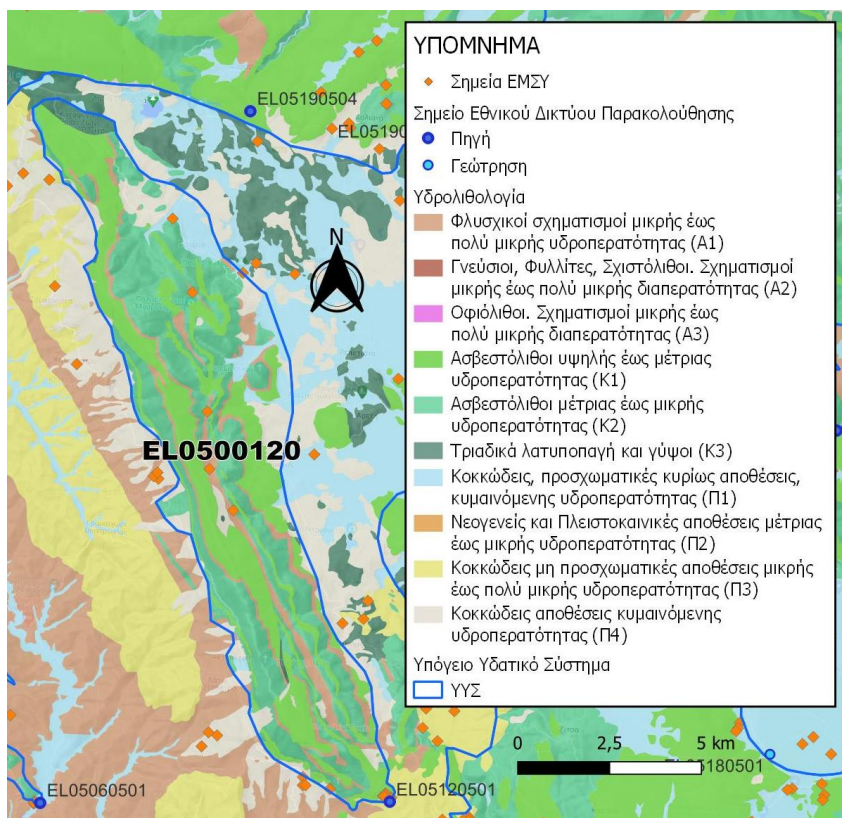 ΥΠΟΜΝΗΜΑ
Σημεία ΕΜΣΥ
Σημείο Εθνικού Δικτύου Παρακολούθησης
Πηγή
Γεώτρηση
Υδρολιθολογία
Φλυσχικοί σχηματισμοί μικρής έως
πολύ μικρής υδροπερατότητας (Α1)
Γνεύσιοι, Φυλλίτες, Σχιστόλιθοι. Σχηματισμοί
μικρής έως πολύ μικρής διαπερατότητας (Α2)
Οφιόλιθοι. Σχηματισμοί μικρής έως
πολύ μικρής διαπερατότητας (Α3)
Ασβεστόλιθοι υψηλής έως μέτριας
υδροπερατότητας (Κ1)
Ασβεστόλιθοι μέτριας έως μικρής
υδροπερατότητας (Κ2)
Τριαδικά λατυποπαγή και γύψοι (Κ3)
Κοκκώδεις, προσχωματικές κυρίως αποθέσεις,
κυμαινόμενης υδροπερατότητας (Π1)
Νεογενείς και Πλειστοκαινικές αποθέσεις μέτριας
έως μικρής υδροπερατότητας (Π2)
Κοκκώδεις μη προσχωματικές αποθέσεις μικρής
έως πολύ μικρής υδροπερατότητας (Π3)
Κοκκώδεις αποθέσεις κυμαινόμενης
υδροπερατότητας (Π4)
Υπόγειο Υδατικό Σύστημα
ΥΥΣ
EL05190504
EL05190
N
EL0500120
0 2,5 5 km
EL05180501
EL05060501
EL05120501